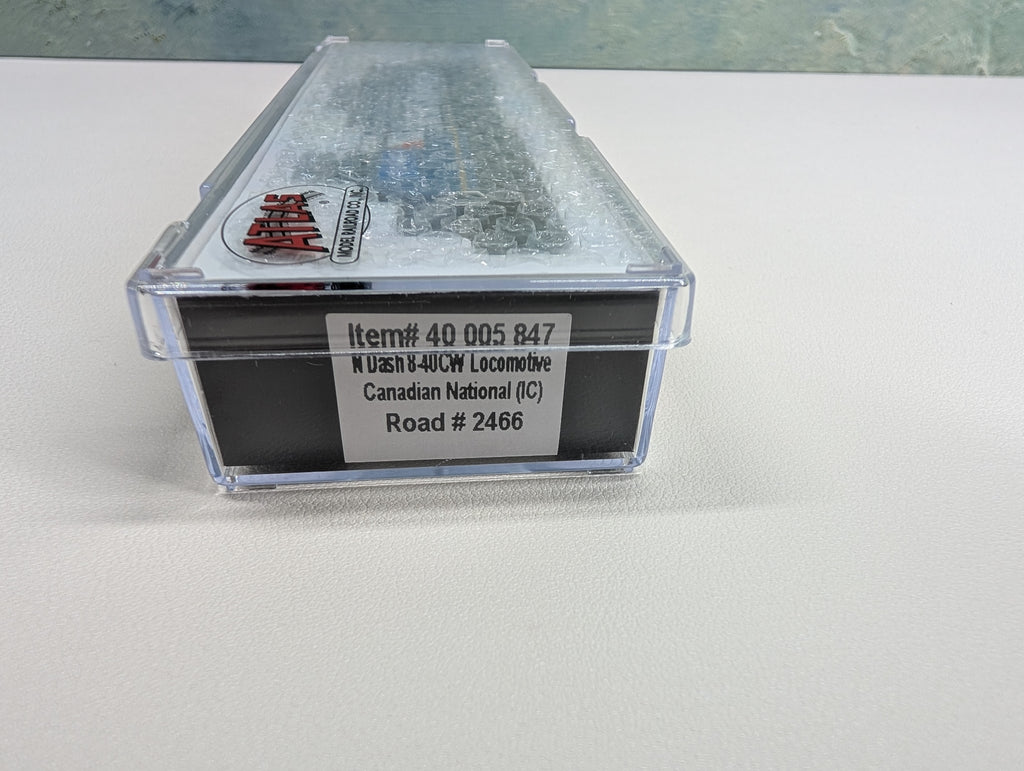 ATLAS
MODEL RAILROAD CO., INC.
Item# 40 005 847
N Dash 8-40CW Locomotive
Canadian National (IC)
Road # 2466